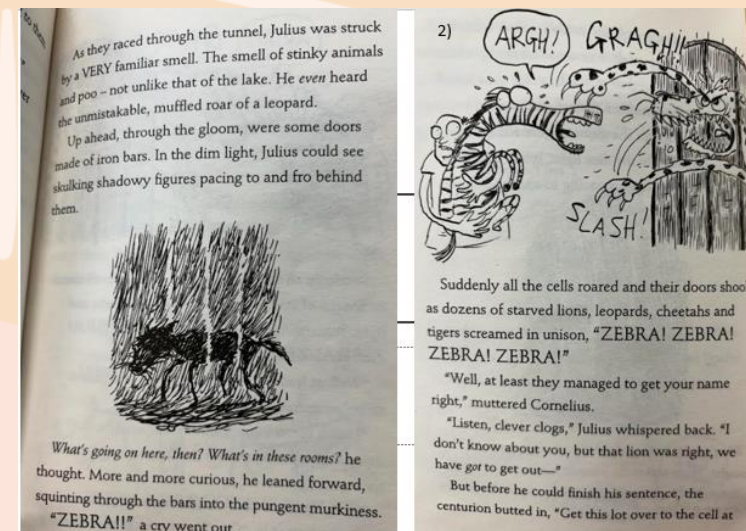 to them
As they raced through the tunnel, Julius was struck
by a VERY familiar smell. The smell of stinky animals
and poo – not unlike that of the lake. He even heard
the unmistakable, muffled roar of a leopard.
Up ahead, through the gloom, were some doors
made of iron bars. In the dim light, Julius could see
skulking shadowy figures pacing to and fro behind
them.
What's going on here, then? What's in these rooms? he
thought. More and more curious, he leaned forward,
squinting through the bars into the pungent murkiness.
"ZEBRA!!" a cry went out
2)
ARGH!
GRAGH!!
SLASH!
Suddenly all the cells roared and their doors shoo
as dozens of starved lions, leopards, cheetahs and
tigers screamed in unison, "ZEBRA! ZEBRA!
ZEBRA! ZEBRA!"
"Well, at least they managed to get your name
right," muttered Cornelius.
"Listen, clever clogs," Julius whispered back. "I
don't know about you, but that lion was right, we
have got to get out—"
But before he could finish his sentence, the
centurion butted in, "Get this lot over to the cell at